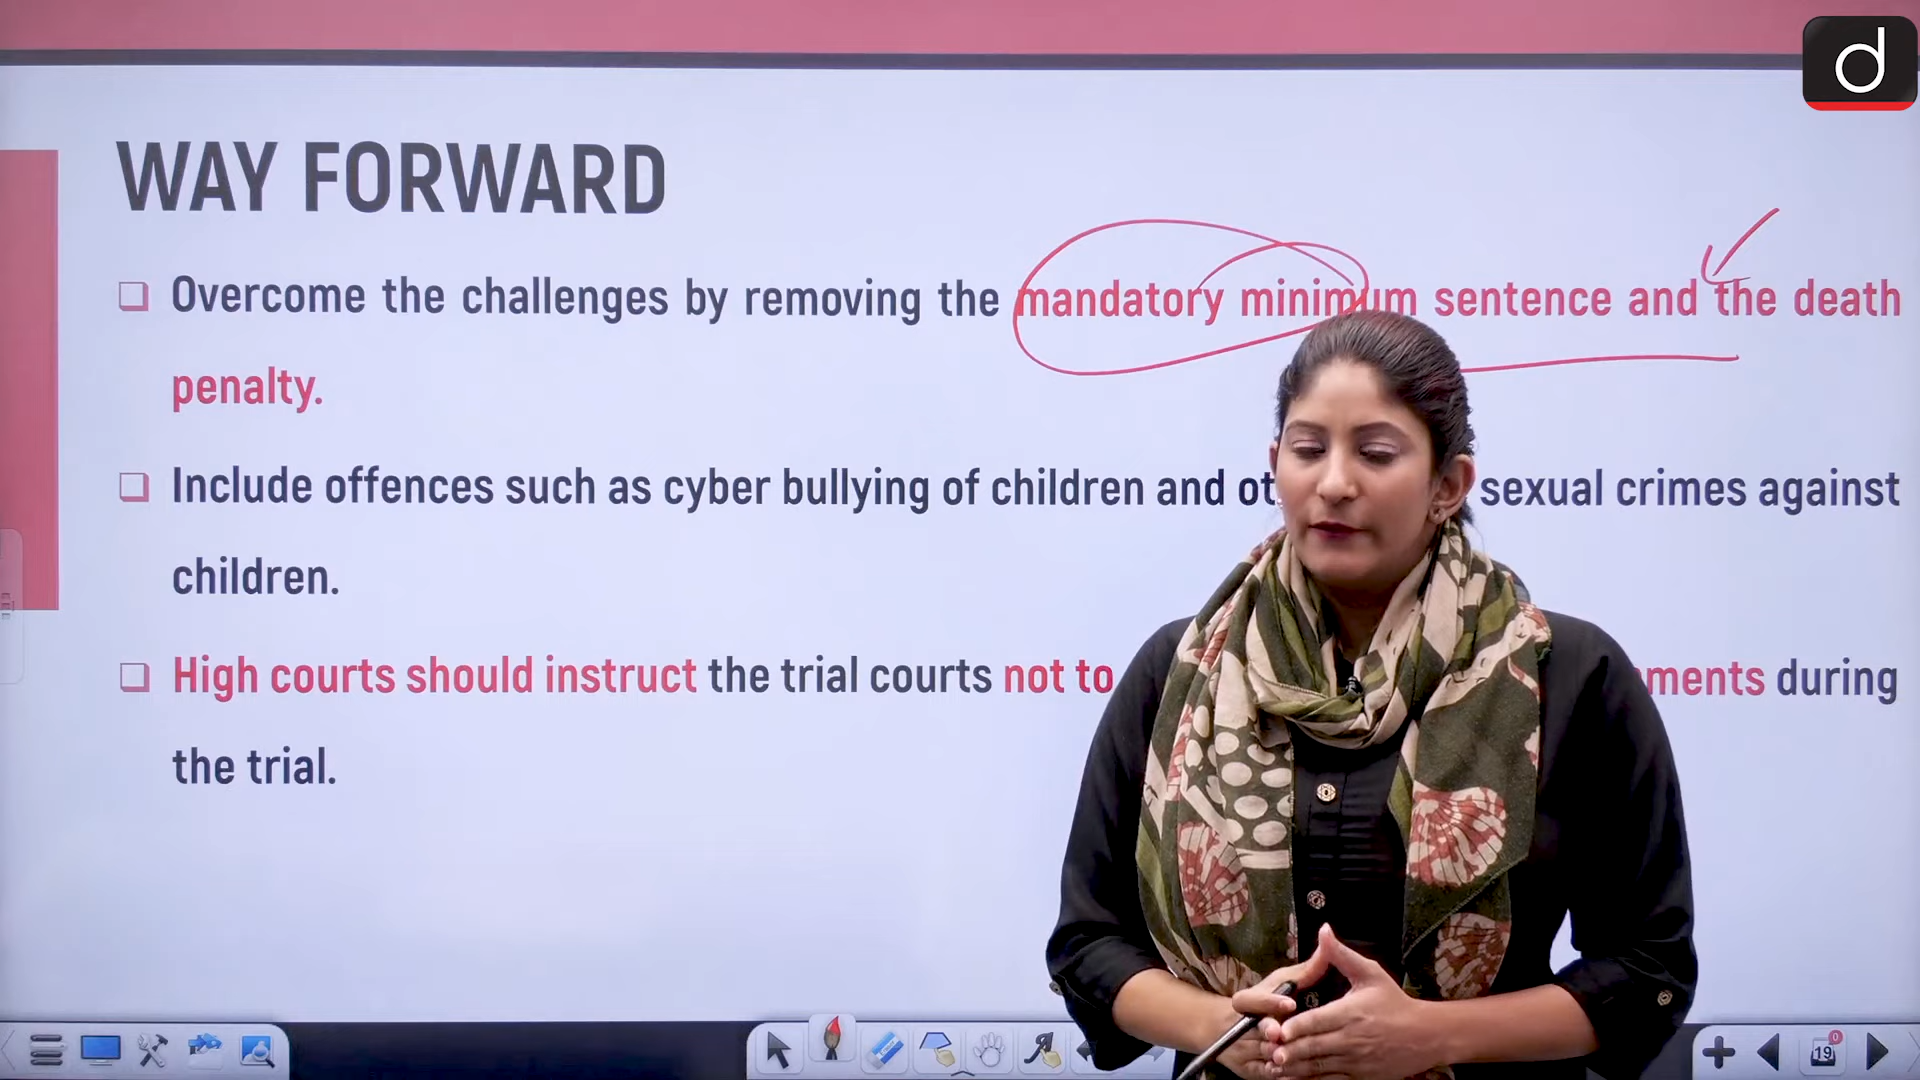 d
WAY FORWARD
Overcome the challenges by removing the mandatory minimum sentence and the death
penalty.
Include offences such as cyber bullying of children and sexual crimes against
children.
High courts should instruct the trial courts not to during
the trial.
19
0